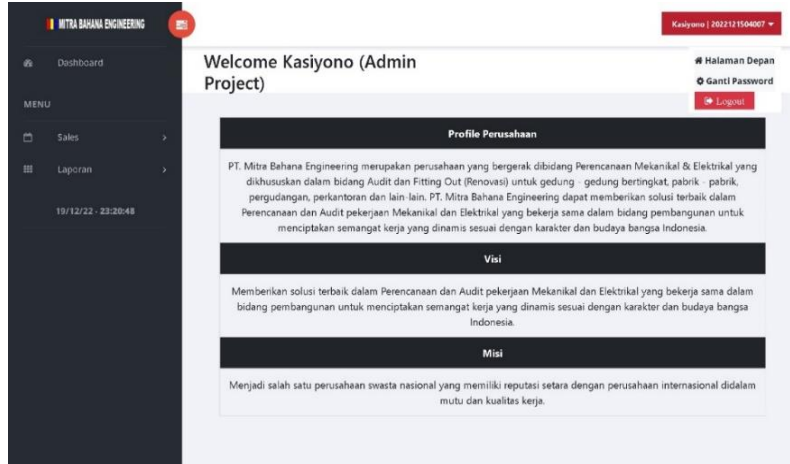 MITRA BAHANA ENGINEERING
Kasiyono | 2022121504007
Dashboard
MENU
Sales
Laporan
19/12/22 - 23:20:48
Welcome Kasiyono (Admin
Project)
Halaman Depan
Ganti Password
Logout
Profile Perusahaan
PT. Mitra Bahana Engineering merupakan perusahaan yang bergerak dibidang Perencanaan Mekanikal & Elektrikal yang
dikhususkan dalam bidang Audit dan Fitting Out (Renovasi) untuk gedung - gedung bertingkat, pabrik - pabrik,
pergudangan, perkantoran dan lain-lain. PT. Mitra Bahana Engineering dapat memberikan solusi terbaik dalam
Perencanaan dan Audit pekerjaan Mekanikal dan Elektrikal yang bekerja sama dalam bidang pembangunan untuk
menciptakan semangat kerja yang dinamis sesuai dengan karakter dan budaya bangsa Indonesia.
Visi
Memberikan solusi terbaik dalam Perencanaan dan Audit pekerjaan Mekanikal dan Elektrikal yang bekerja sama dalam
bidang pembangunan untuk menciptakan semangat kerja yang dinamis sesuai dengan karakter dan budaya bangsa
Indonesia.
Misi
Menjadi salah satu perusahaan swasta nasional yang memiliki reputasi setara dengan perusahaan internasional didalam
mutu dan kualitas kerja.